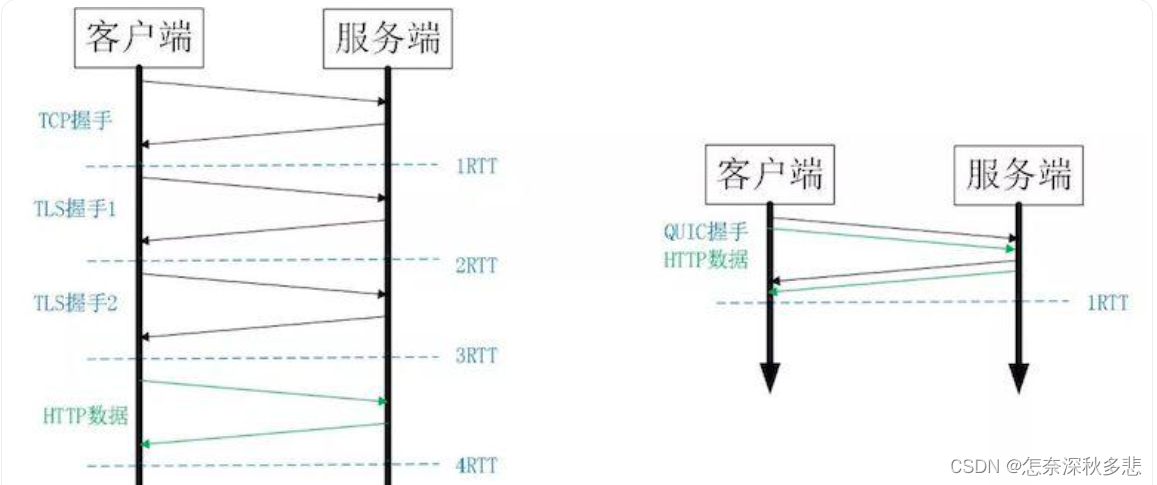 客户端
服务端
TCP握手
1RTT
TLS握手1
2RTT
TLS握手2
3RTT
HTTP数据
4RTT
客户端
服务端
QUIC握手
HTTP数据
1RTT
CSDN @怎奈深秋多悲